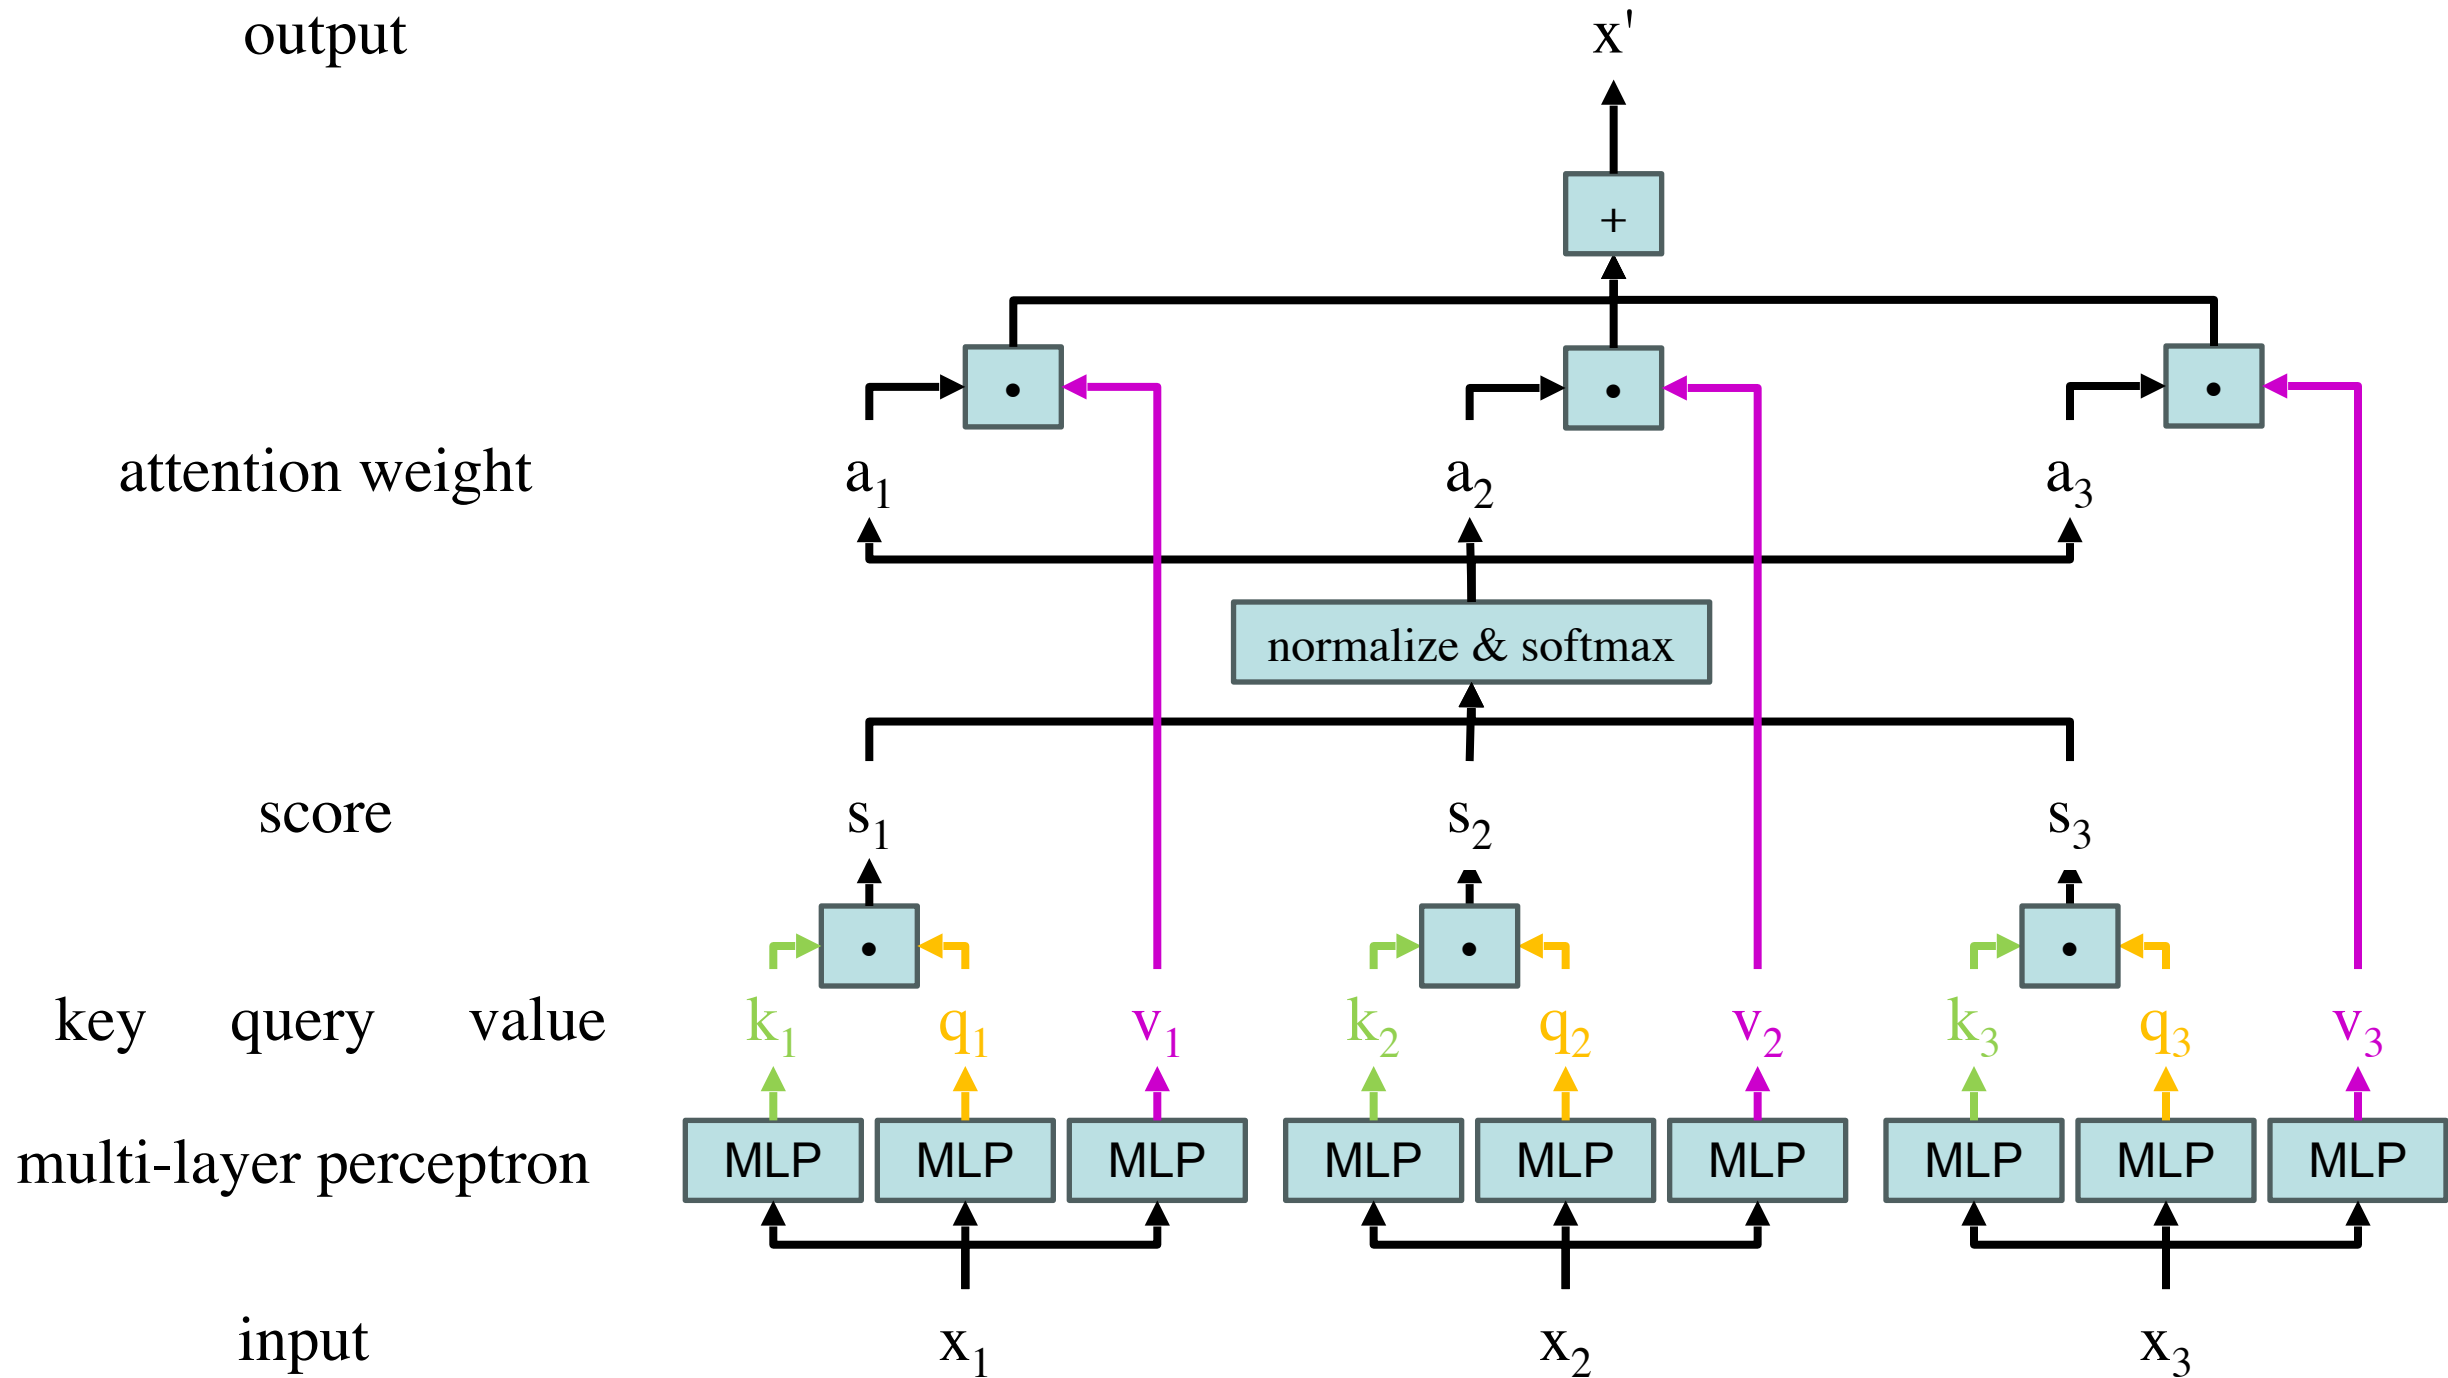 output x'
+
• • •
attention weight a₁ a₂ a₃
normalize & softmax
score s₁ s₂ s₃
• • •
key query value k₁ q₁ v₁ k₂ q₂ v₂ k₃ q₃ v₃
multi-layer perceptron MLP MLP MLP MLP MLP MLP MLP MLP MLP
input x₁ x₂ x₃